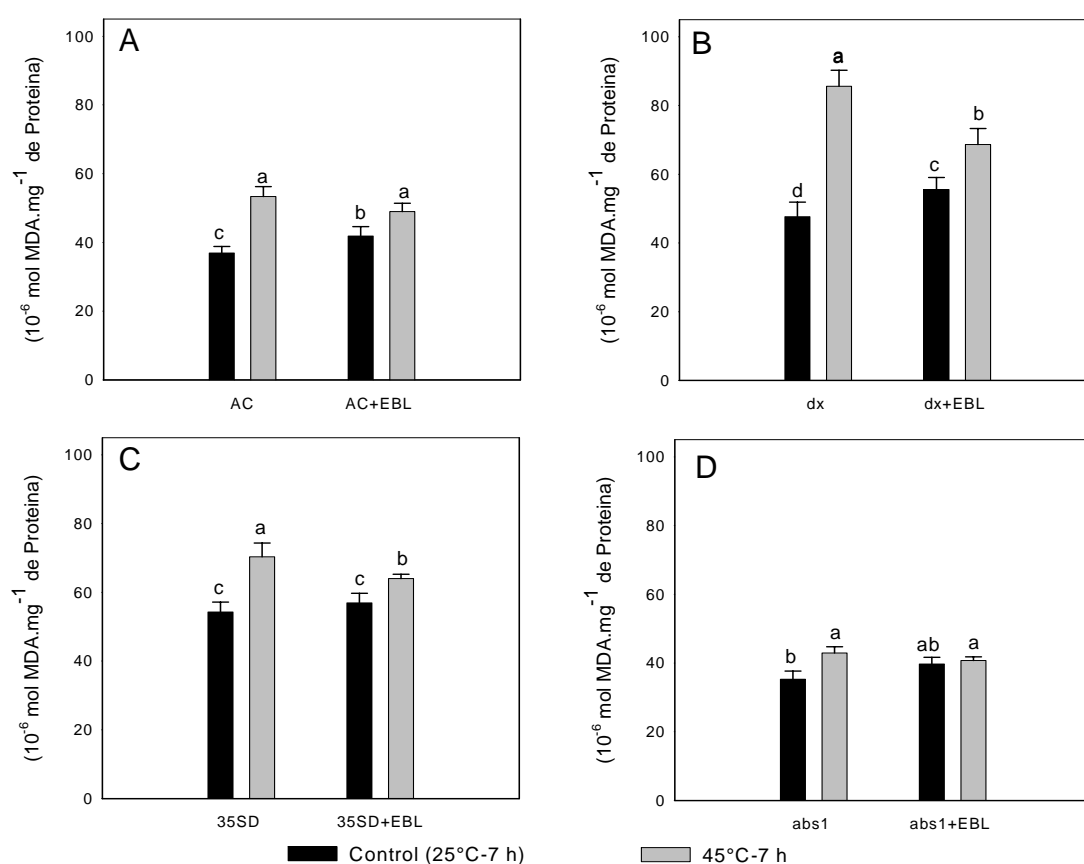 A
(10⁻⁶ mol MDA.mg⁻¹ de Proteina)
100
80
60
40
20
0
c
a
b
a
AC
AC+EBL
B
(10⁻⁶ mol MDA.mg⁻¹ de Proteina)
100
80
60
40
20
0
d
a
c
b
dx
dx+EBL
C
(10⁻⁶ mol MDA.mg⁻¹ de Proteina)
100
80
60
40
20
0
c
a
c
b
35SD
35SD+EBL
D
(10⁻⁶ mol MDA.mg⁻¹ de Proteina)
100
80
60
40
20
0
b
a
ab
a
abs1
abs1+EBL
Control (25°C-7 h)
45°C-7 h